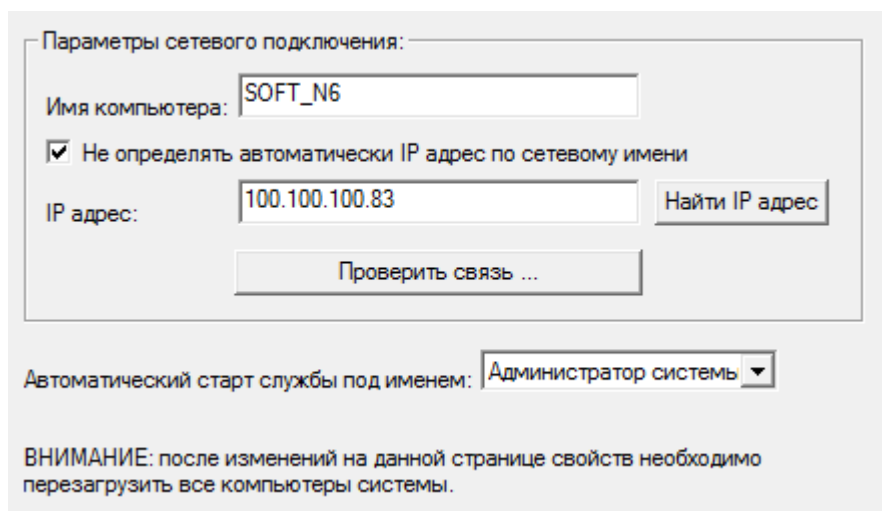 Параметры сетевого подключения:
Имя компьютера: SOFT_N6
Не определять автоматически IP адрес по сетевому имени
IP адрес: 100.100.100.83 Найти IP адрес
Проверить связь ...
Автоматический старт службы под именем: Администратор системы
ВНИМАНИЕ: после изменений на данной странице свойств необходимо
перезагрузить все компьютеры системы.